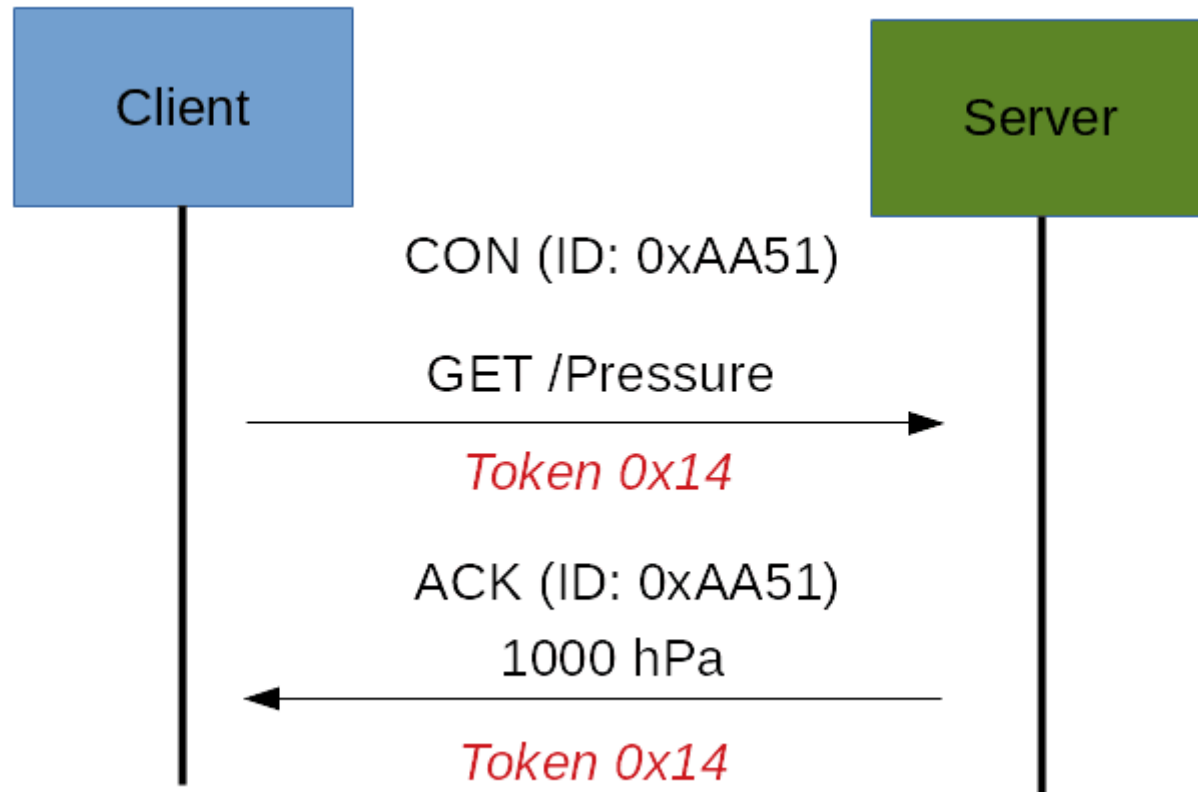 Client
Server
CON (ID: 0xAA51)
GET /Pressure
Token 0x14
ACK (ID: 0xAA51)
1000 hPa
Token 0x14